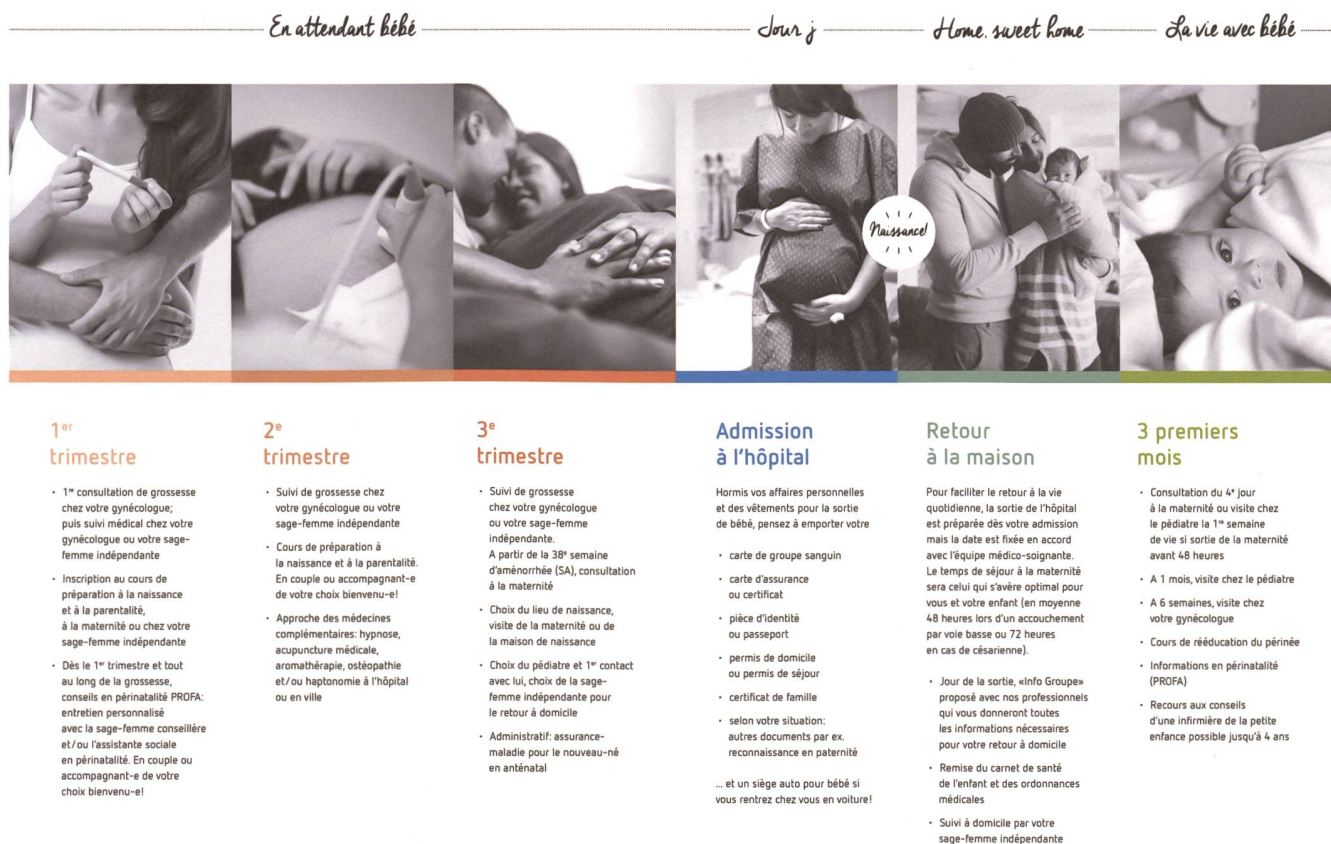 En attendant bébé
Jour j
Home, sweet home
La vie avec bébé
Naissance!
1er
trimestre
• 1re consultation de grossesse
chez votre gynécologue;
puis suivi médical chez votre
gynécologue ou votre sage-
femme indépendante
• Inscription au cours de
préparation à la naissance
et à la parentalité,
à la maternité ou chez votre
sage-femme indépendante
• Dès le 1er trimestre et tout
au long de la grossesse,
conseils en périnatalité PROFA:
entretien personnalisé
avec la sage-femme conseillère
et/ou l'assistante sociale
en périnatalité. En couple ou
accompagnant-e de votre
choix bienvenu-e!
2e
trimestre
• Suivi de grossesse chez
votre gynécologue ou votre
sage-femme indépendante
• Cours de préparation à
la naissance et à la parentalité.
En couple ou accompagnant-e
de votre choix bienvenu-e!
• Approche des médecines
complémentaires: hypnose,
acupuncture médicale,
aromathérapie, ostéopathie
et/ou haptonomie à l'hôpital
ou en ville
3e
trimestre
• Suivi de grossesse
chez votre gynécologue
ou votre sage-femme
indépendante.
A partir de la 38e semaine
d'aménorrhée (SA), consultation
à la maternité
• Choix du lieu de naissance,
visite de la maternité ou de
la maison de naissance
• Choix du pédiatre et 1er contact
avec lui, choix de la sage-
femme indépendante pour
le retour à domicile
• Administratif: assurance-
maladie pour le nouveau-né
en anténatal
Admission
à l'hôpital
Hormis vos affaires personnelles
et des vêtements pour la sortie
de bébé, pensez à emporter votre
• carte de groupe sanguin
• carte d'assurance
ou certificat
• pièce d'identité
ou passeport
• permis de domicile
ou permis de séjour
• certificat de famille
• selon votre situation:
autres documents par ex.
reconnaissance en paternité
... et un siège auto pour bébé si
vous rentrez chez vous en voiture!
Retour
à la maison
Pour faciliter le retour à la vie
quotidienne, la sortie de l'hôpital
est préparée dès votre admission
mais la date est fixée en accord
avec l'équipe médico-soignante.
Le temps de séjour à la maternité
sera celui qui s'avère optimal pour
vous et votre enfant (en moyenne
48 heures lors d'un accouchement
par voie basse ou 72 heures
en cas de césarienne).
• Jour de la sortie, «Info Groupe»
proposé avec nos professionnels
qui vous donneront toutes
les informations nécessaires
pour votre retour à domicile
• Remise du carnet de santé
de l'enfant et des ordonnances
médicales
• Suivi à domicile par votre
sage-femme indépendante
3 premiers
mois
• Consultation du 4e jour
à la maternité ou visite chez
le pédiatre la 1re semaine
de vie si sortie de la maternité
avant 48 heures
• A 1 mois, visite chez le pédiatre
• A 6 semaines, visite chez
votre gynécologue
• Cours de rééducation du périnée
• Informations en périnatalité
(PROFA)
• Recours aux conseils
d'une infirmière de la petite
enfance possible jusqu'à 4 ans